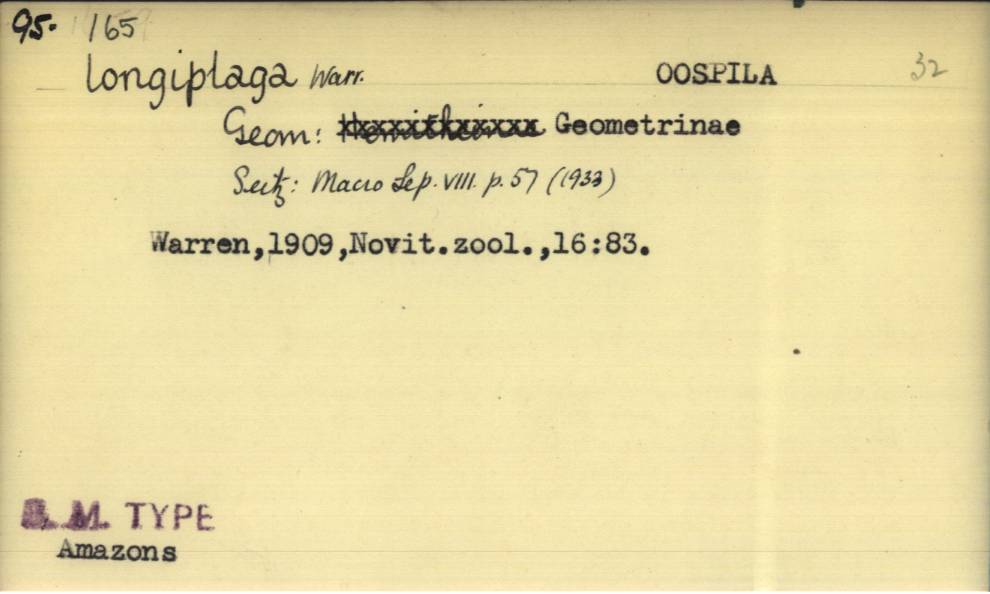 95. 165
longiplaga Warr. OOSPILA 32
Geom: Geometrinae
Seitz: Macro Lep. VIII. p. 57 (1933)
Warren,1909,Novit.zool.,16:83.
B.M. TYPE
Amazons